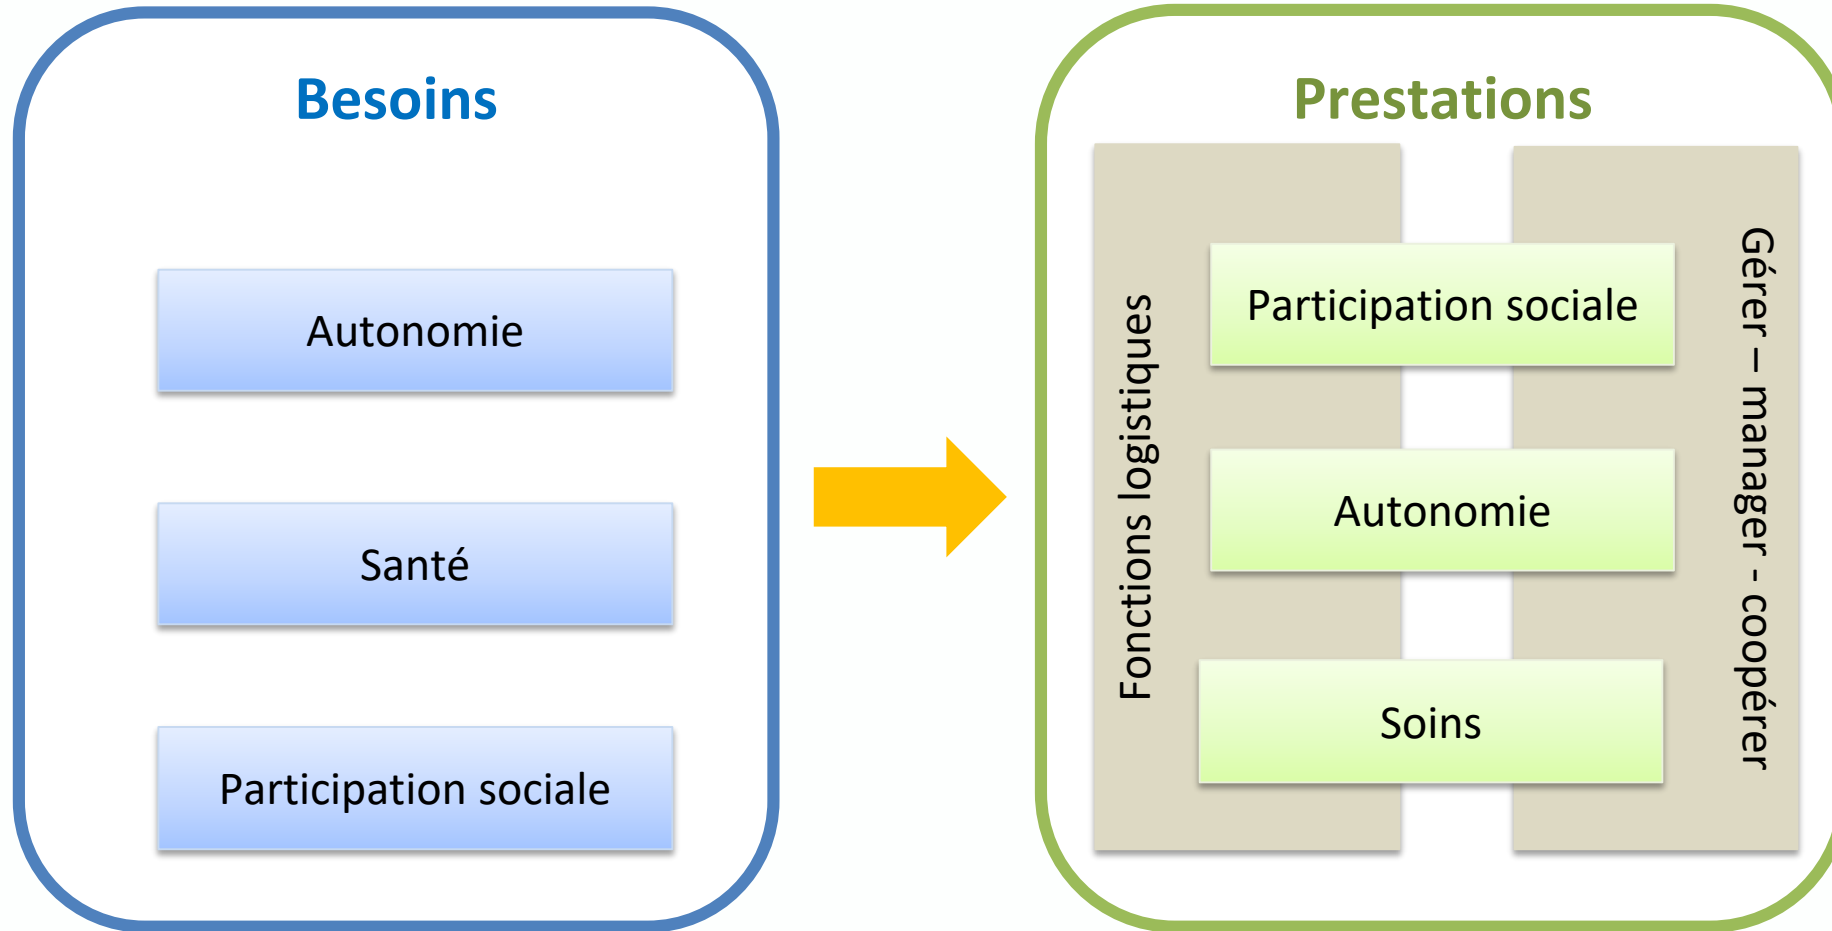 Besoins
Autonomie
Santé
Participation sociale
Prestations
Fonctions logistiques
Participation sociale
Autonomie
Soins
Gérer – manager - coopérer